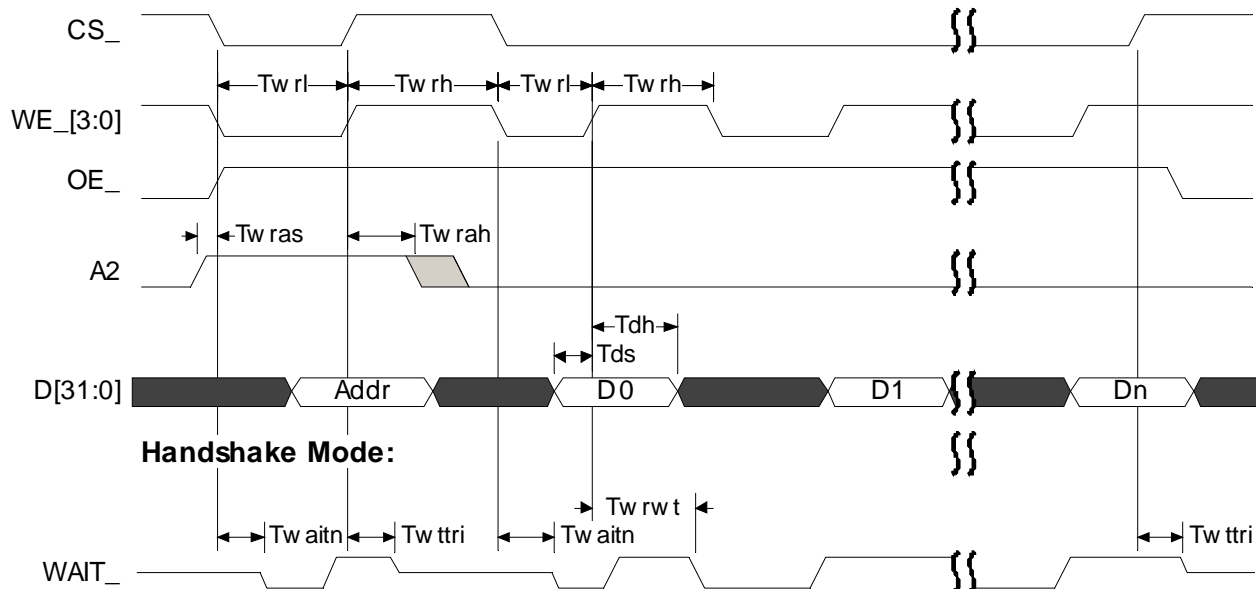 CS_
Tw rl Tw rh Tw rl Tw rh
WE_[3:0]
OE_
Tw ras Tw rah
A2
Tdh
Tds
D[31:0] Addr D0 D1 Dn
Handshake Mode:
Tw rw t
Tw aitn Tw ttri Tw aitn Tw ttri
WAIT_